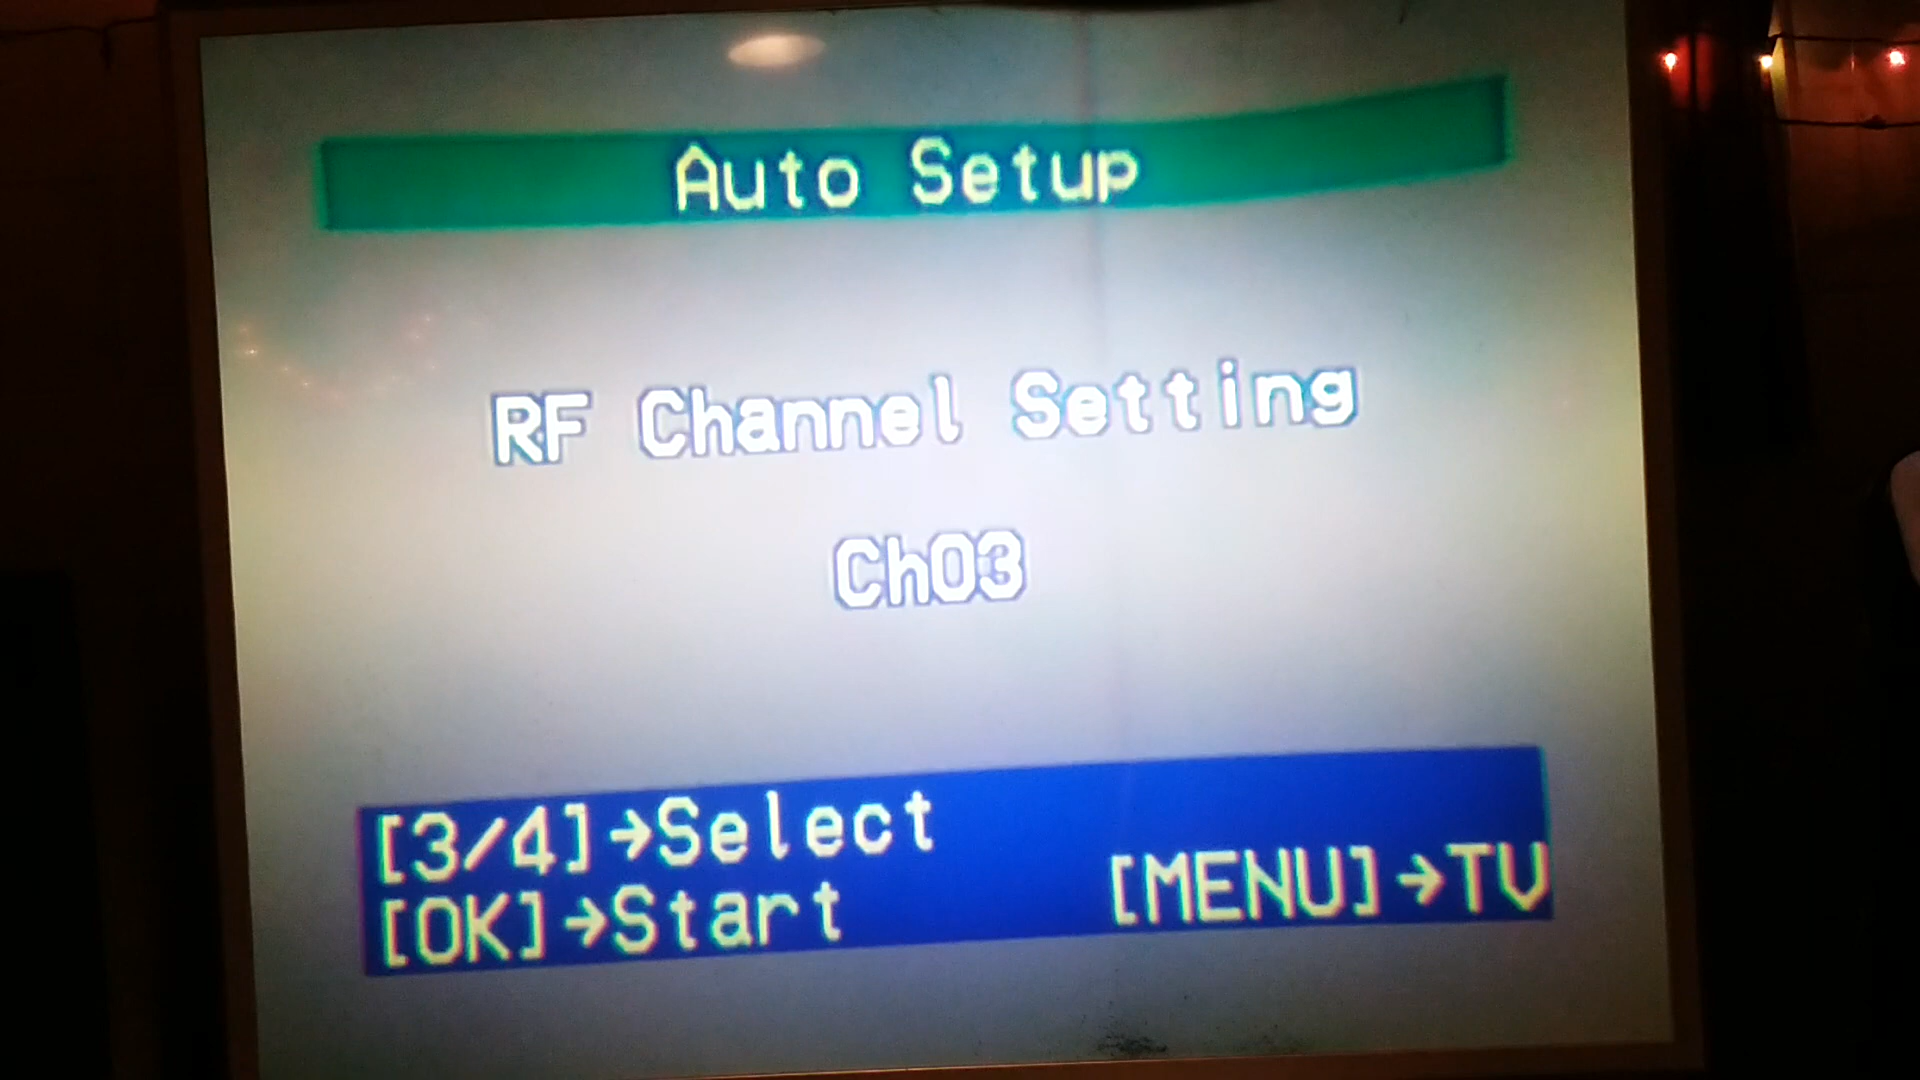 Auto Setup
RF Channel Setting
Ch03
[3/4]→Select
[OK]→Start [MENU]→TV